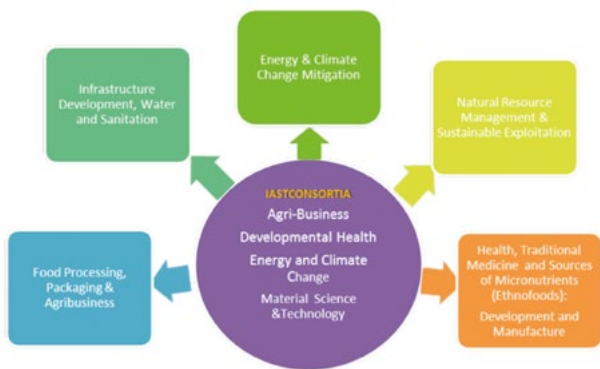 Energy & Climate
Change Mitigation
Infrastructure
Development, Water
and Sanitation
Natural Resource
Management &
Sustainable Exploitation
IASTCONSORTIA
Agri-Business
Developmental Health
Energy and Climate
Change
Material Science
&Technology
Food Processing,
Packaging &
Agribusiness
Health, Traditional
Medicine and Sources
of Micronutrients
(Ethnofoods):
Development and
Manufacture